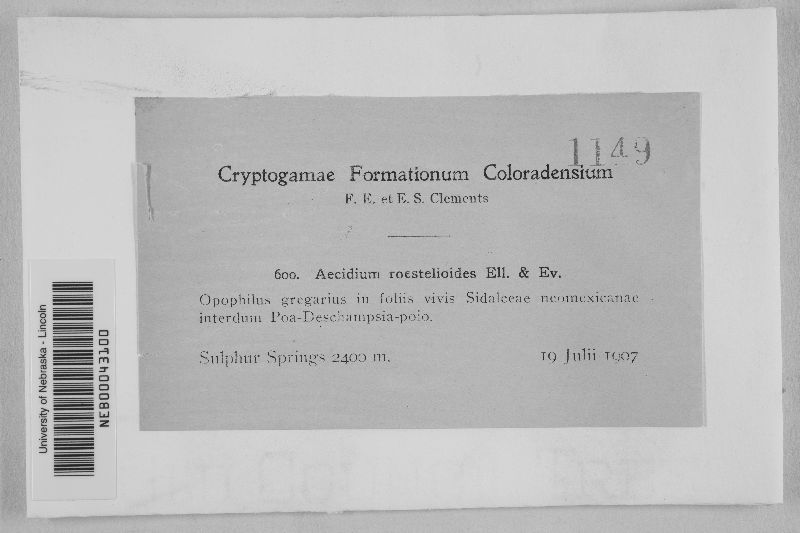 1149
Cryptogamae Formationum Coloradensium
F. E. et E. S. Clements
600. Aecidium roestelioides Ell. & Ev.
Opophilus gregarius in foliis vivis Sidalceae neomexicanae
interdum Poa-Deschampsia-poio.
Sulphur Springs 2400 m. 19 Julii 1907
University of Nebraska - Lincoln
NEB00043100